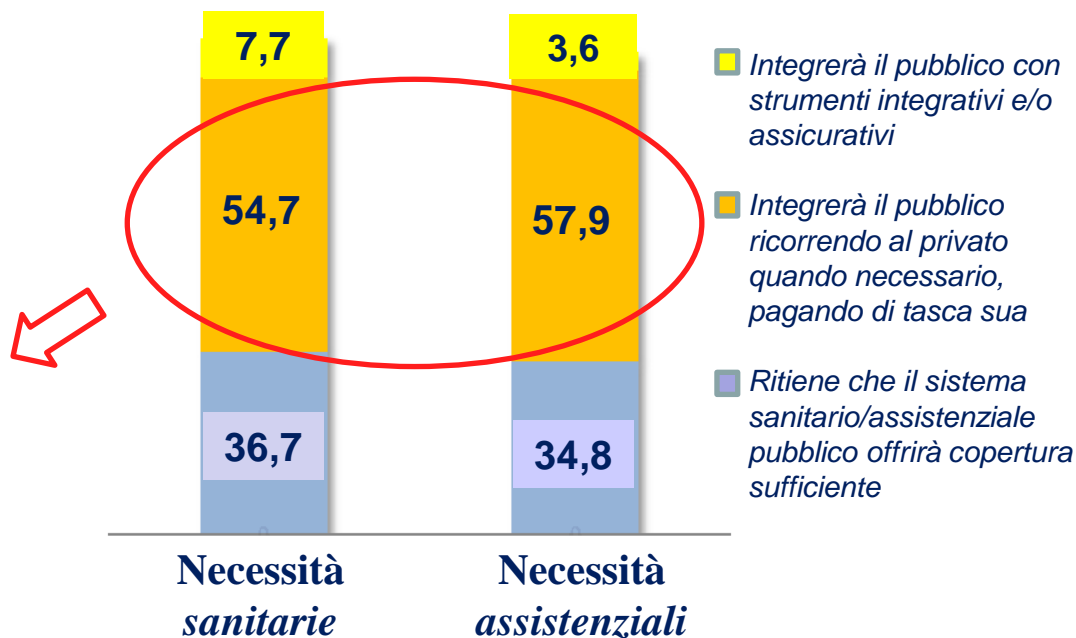 7,7
3,6
54,7
57,9
36,7
34,8
Integrerà il pubblico con
strumenti integrativi e/o
assicurativi
Integrerà il pubblico
ricorrendo al privato
quando necessario,
pagando di tasca sua
Ritiene che il sistema
sanitario/assistenziale
pubblico offrirà copertura
sufficiente
Necessità
sanitarie
Necessità
assistenziali